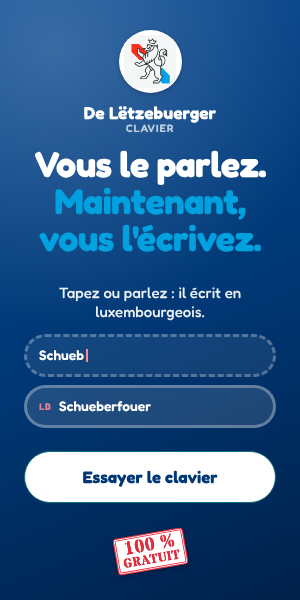 De Lëtzebuerger
CLAVIER
Vous le parlez.
Maintenant,
vous l'écrivez.
Tapez ou parlez : il écrit en
luxembourgeois.
Schueb
LB Schueberfouer
Essayer le clavier
100 %
GRATUIT